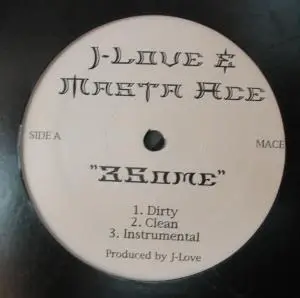 J-Love &
Masta Ace
SIDE A
MACE
"3Some"
1. Dirty
2. Clean
3. Instrumental
Produced by J-Love